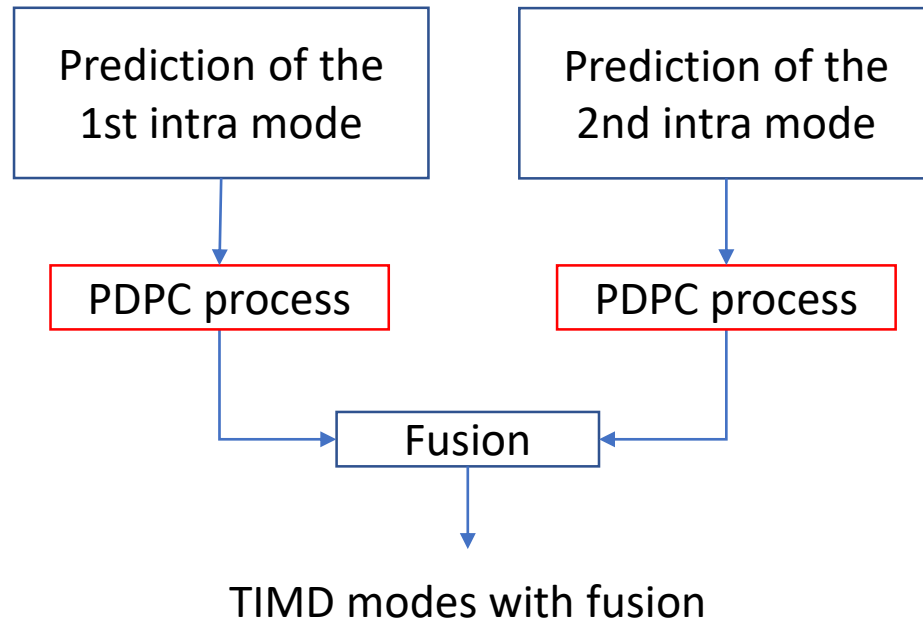 Prediction of the
1st intra mode
Prediction of the
2nd intra mode
PDPC process
PDPC process
Fusion
TIMD modes with fusion